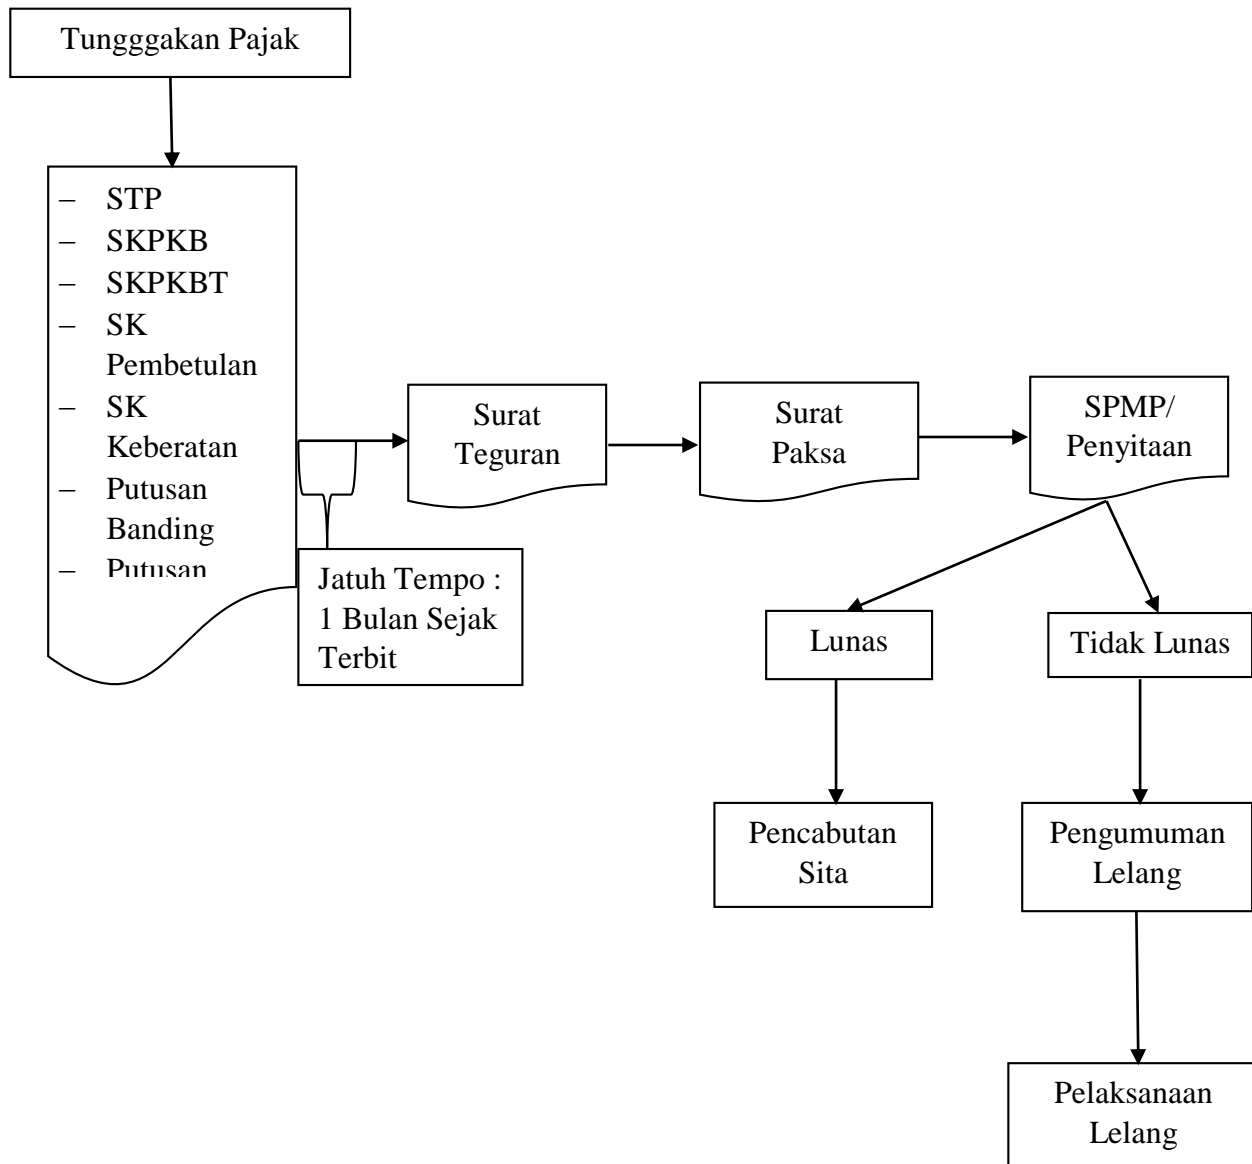 Tungggakan Pajak
– STP
– SKPKB
– SKPKBT
– SK
Pembetulan
– SK
Keberatan
– Putusan
Banding
– Putusan
Jatuh Tempo :
1 Bulan Sejak
Terbit
Surat
Teguran
Surat
Paksa
SPMP/
Penyitaan
Lunas
Tidak Lunas
Pencabutan
Sita
Pengumuman
Lelang
Pelaksanaan
Lelang